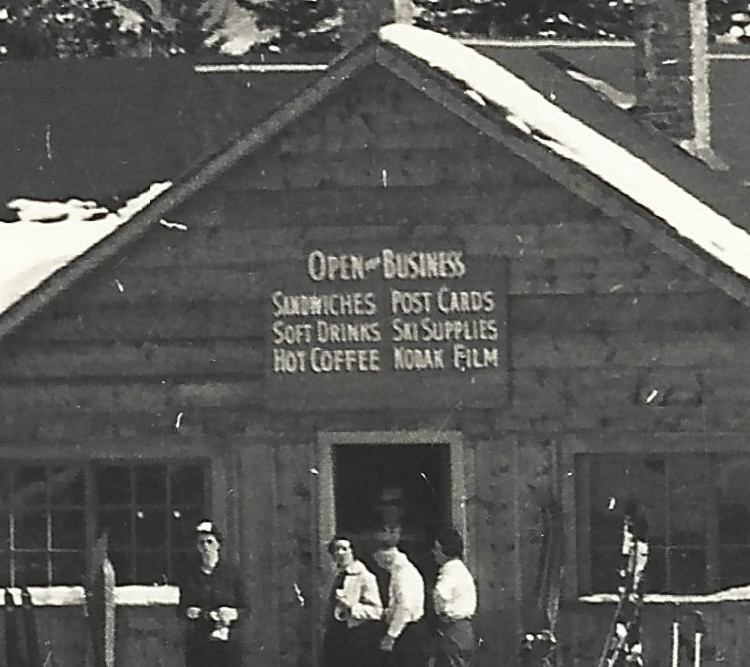 OPEN FOR BUSINESS
SANDWICHES POST CARDS
SOFT DRINKS SKI SUPPLIES
HOT COFFEE KODAK FILM